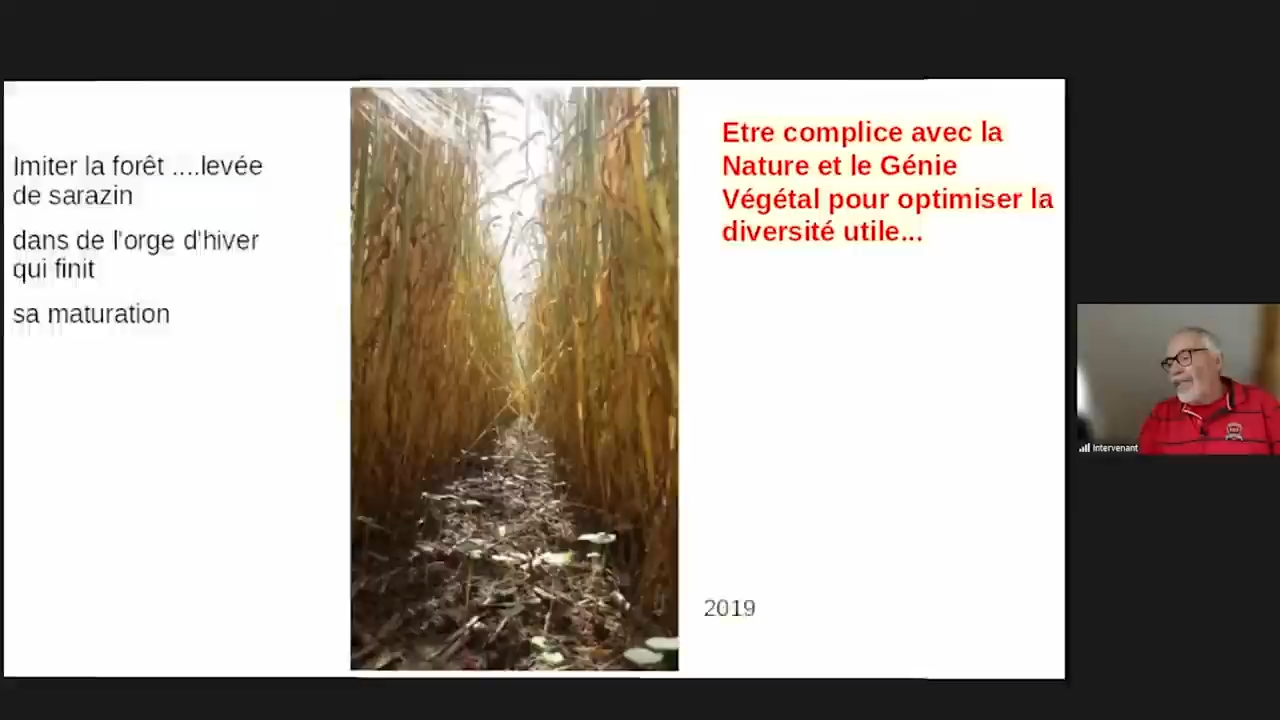 Imiter la forêt ....levée
de sarazin
dans de l'orge d'hiver
qui finit
sa maturation
Etre complice avec la
Nature et le Génie
Végétal pour optimiser la
diversité utile...
2019
Intervenant